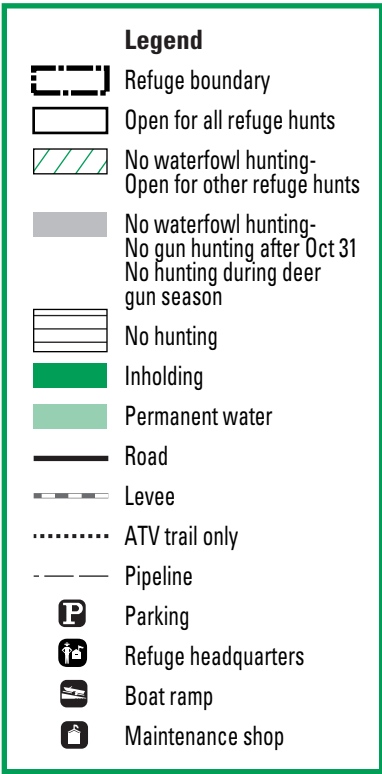 Legend
Refuge boundary
Open for all refuge hunts
No waterfowl hunting-
Open for other refuge hunts
No waterfowl hunting-
No gun hunting after Oct 31
No hunting during deer
gun season
No hunting
Inholding
Permanent water
Road
Levee
ATV trail only
Pipeline
P Parking
Refuge headquarters
Boat ramp
Maintenance shop